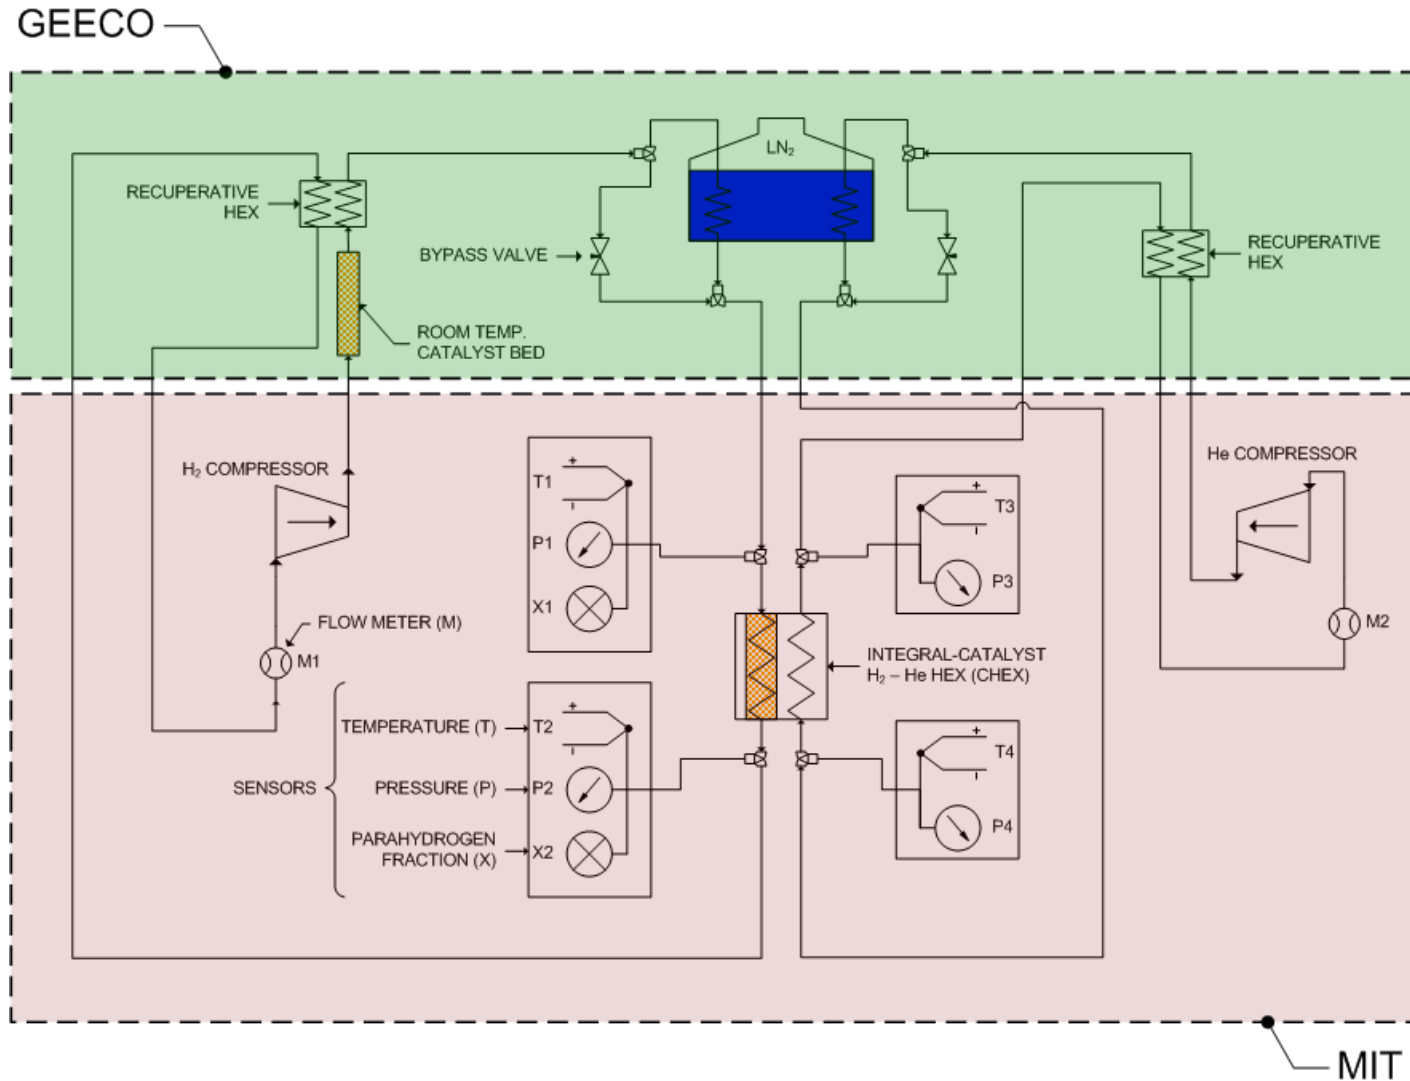 GEECO
LN₂
RECUPERATIVE
HEX
BYPASS VALVE
RECUPERATIVE
HEX
ROOM TEMP.
CATALYST BED
H₂ COMPRESSOR
He COMPRESSOR
T1
+
-
P1
X1
T3
+
-
P3
FLOW METER (M)
M1
M2
INTEGRAL-CATALYST
H₂ – He HEX (CHEX)
SENSORS
TEMPERATURE (T)
PRESSURE (P)
PARAHYDROGEN
FRACTION (X)
T2
+
-
P2
X2
T4
+
-
P4
MIT